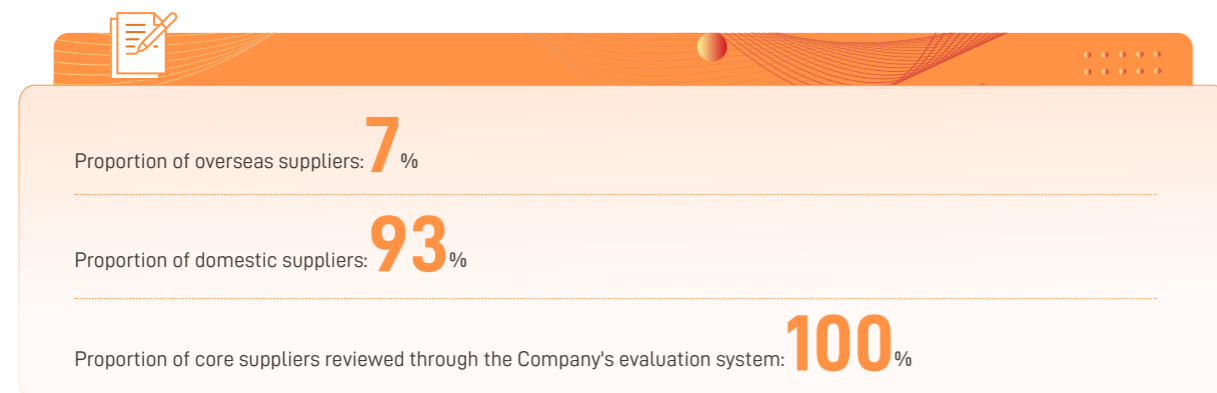 Proportion of overseas suppliers: 7 %
Proportion of domestic suppliers: 93 %
Proportion of core suppliers reviewed through the Company's evaluation system: 100 %